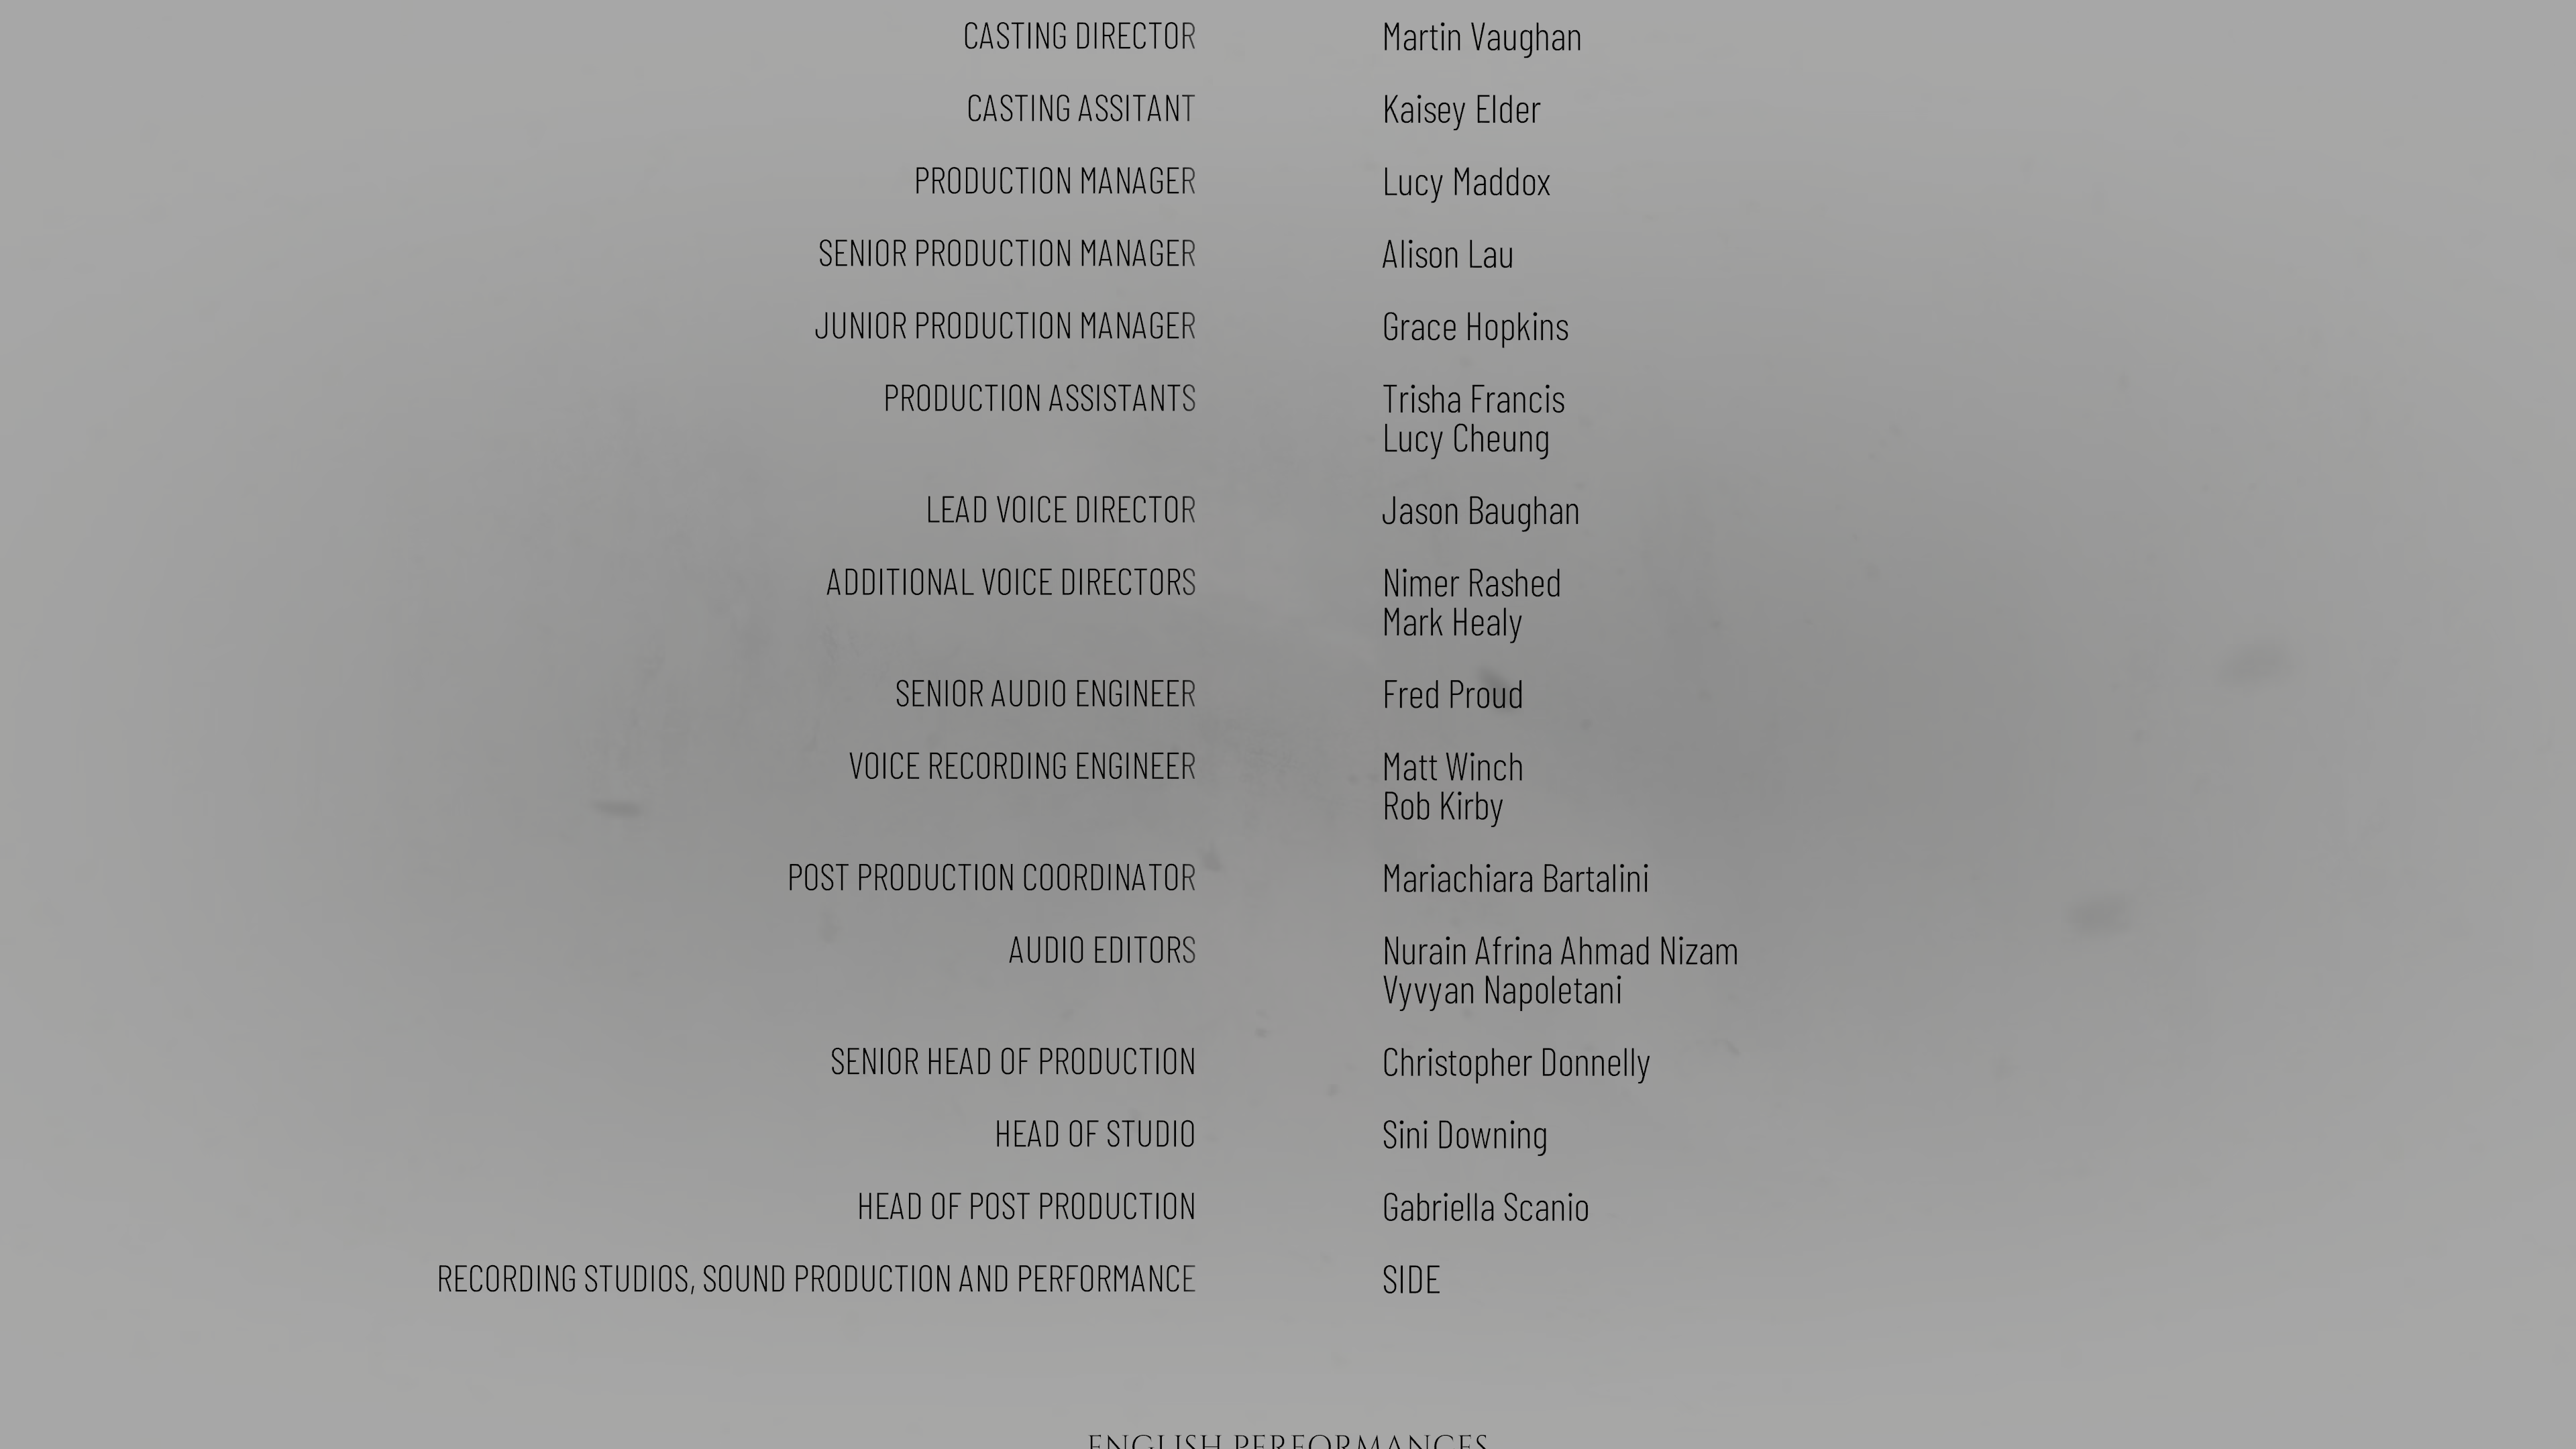 CASTING DIRECTOR Martin Vaughan
CASTING ASSITANT Kaisey Elder
PRODUCTION MANAGER Lucy Maddox
SENIOR PRODUCTION MANAGER Alison Lau
JUNIOR PRODUCTION MANAGER Grace Hopkins
PRODUCTION ASSISTANTS Trisha Francis
Lucy Cheung
LEAD VOICE DIRECTOR Jason Baughan
ADDITIONAL VOICE DIRECTORS Nimer Rashed
Mark Healy
SENIOR AUDIO ENGINEER Fred Proud
VOICE RECORDING ENGINEER Matt Winch
Rob Kirby
POST PRODUCTION COORDINATOR Mariachiara Bartalini
AUDIO EDITORS Nurain Afrina Ahmad Nizam
Vyvyan Napoletani
SENIOR HEAD OF PRODUCTION Christopher Donnelly
HEAD OF STUDIO Sini Downing
HEAD OF POST PRODUCTION Gabriella Scanio
RECORDING STUDIOS, SOUND PRODUCTION AND PERFORMANCE SIDE
ENGLISH PERFORMANCES